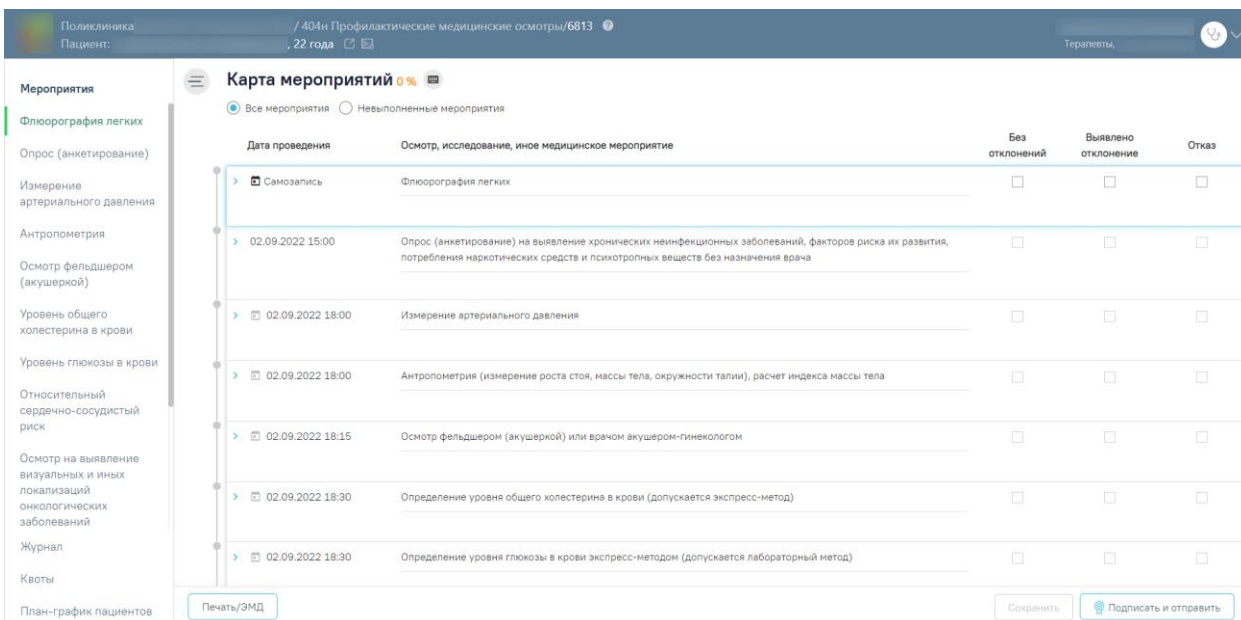 Поликлиника / 404н Профилактические медицинские осмотры/6813
Пациент: , 22 года
Терапевты,
Мероприятия
Флюорография легких
Опрос (анкетирование)
Измерение
артериального давления
Антропометрия
Осмотр фельдшером
(акушеркой)
Уровень общего
холестерина в крови
Уровень глюкозы в крови
Относительный
сердечно-сосудистый
риск
Осмотр на выявление
визуальных и иных
локализаций
онкологических
заболеваний
Журнал
Квоты
План-график пациентов
Карта мероприятий 0 %
Все мероприятия Невыполненные мероприятия
Дата проведения Осмотр, исследование, иное медицинское мероприятие Без отклонений Выявлено отклонение Отказ
Самозапись Флюорография легких
02.09.2022 15:00 Опрос (анкетирование) на выявление хронических неинфекционных заболеваний, факторов риска их развития,
потребления наркотических средств и психотропных веществ без назначения врача
02.09.2022 18:00 Измерение артериального давления
02.09.2022 18:00 Антропометрия (измерение роста стоя, массы тела, окружности талии), расчет индекса массы тела
02.09.2022 18:15 Осмотр фельдшером (акушеркой) или врачом акушером-гинекологом
02.09.2022 18:30 Определение уровня общего холестерина в крови (допускается экспресс-метод)
02.09.2022 18:30 Определение уровня глюкозы в крови экспресс-методом (допускается лабораторный метод)
Печать/ЭМД Сохранить Подписать и отправить